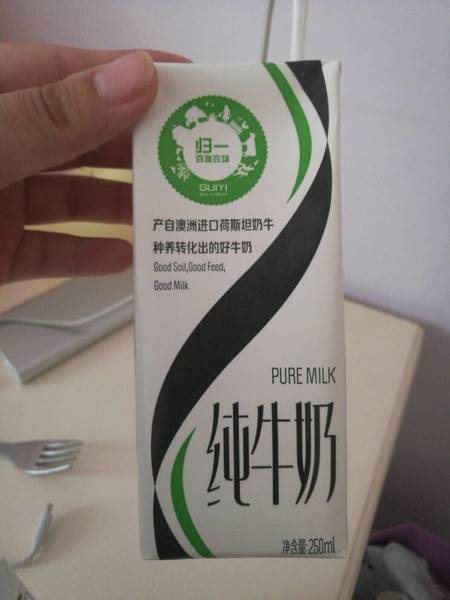 归一
GUIYI
产自澳洲进口荷斯坦奶牛
种养转化出的好牛奶
Good Soil,Good Feed,
Good Milk
PURE MILK
纯牛奶
净含量:250ml